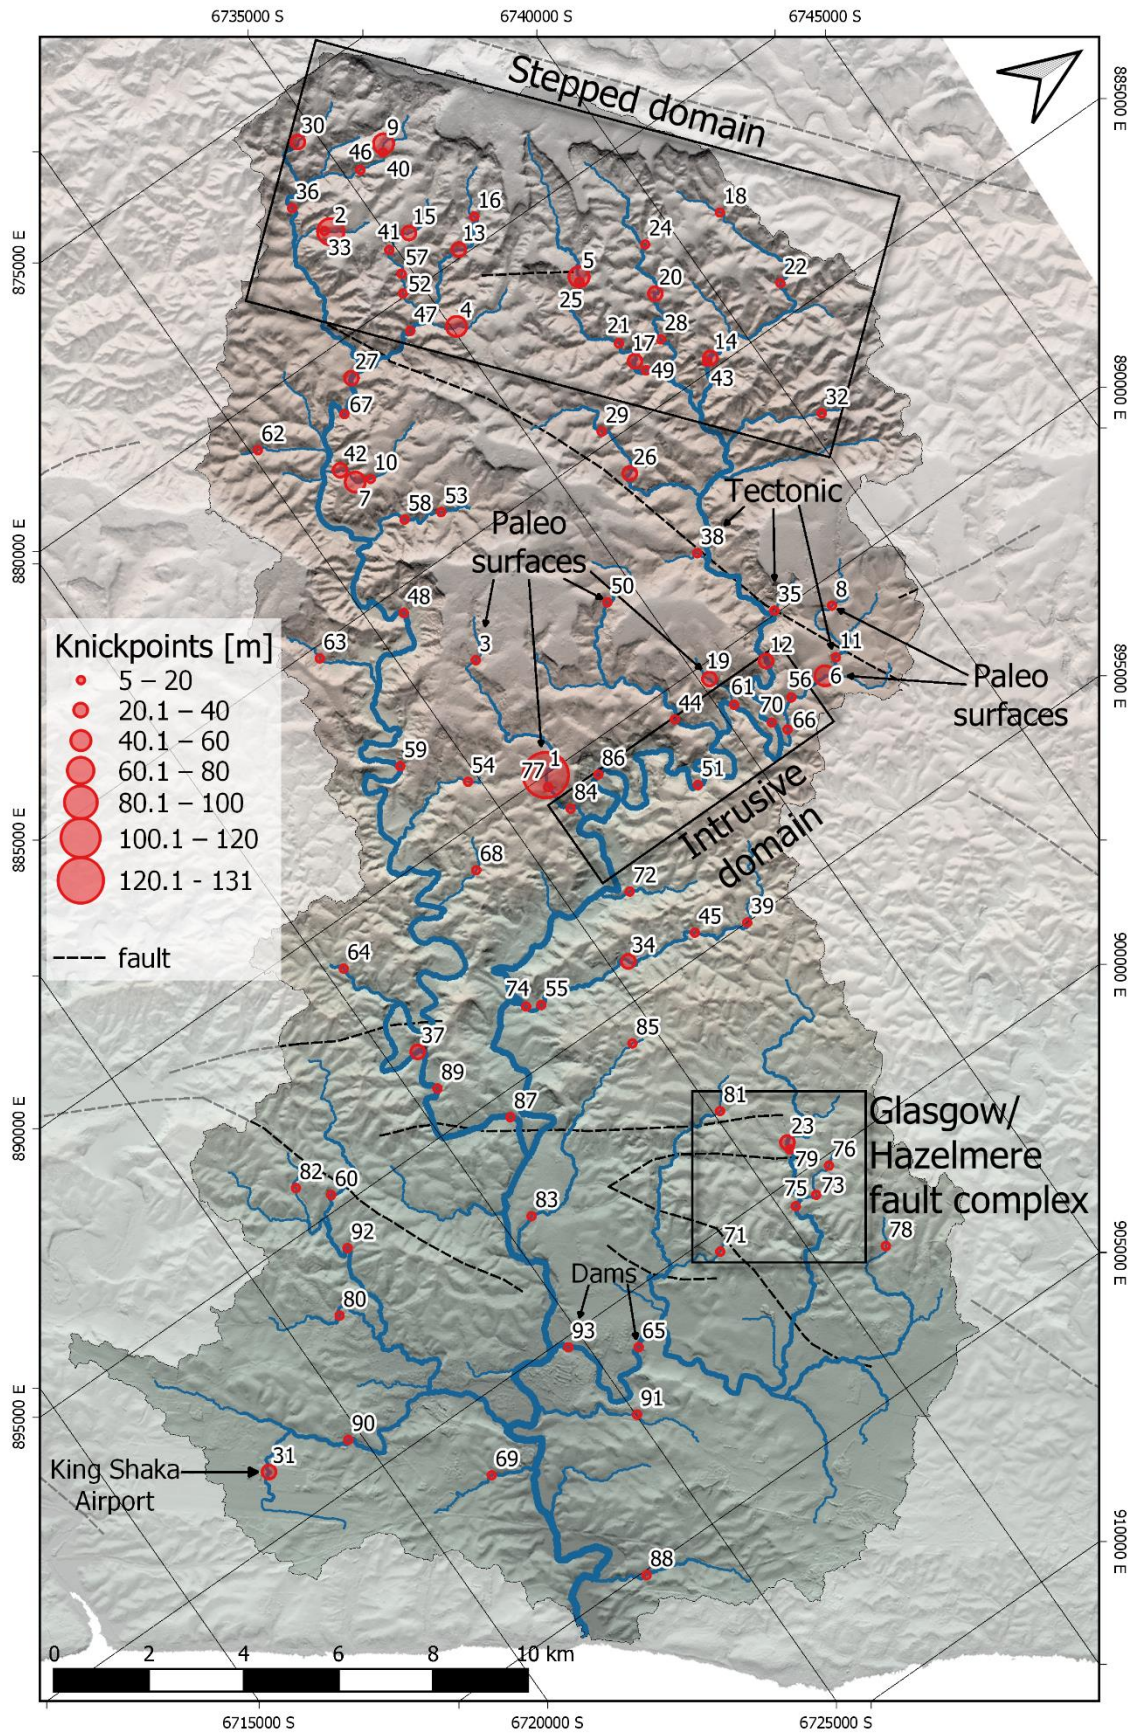 6735000 S
6740000 S
6745000 S
Stepped domain
885000 E
30
9
46
40
36
2
33
16
15
41
13
57
52
47
4
18
24
5
25
20
22
21
17
28
49
14
43
875000 E
27
67
62
42
10
7
58
53
29
26
32
890000 E
Tectonic
Paleo
surfaces
38
50
35
8
880000 E
48
63
3
19
12
11
6
56
61
44
70
66
Paleo
surfaces
895000 E
Knickpoints [m]
5 – 20
20.1 – 40
40.1 – 60
60.1 – 80
80.1 – 100
100.1 – 120
120.1 - 131
fault
59
54
77
1
86
84
51
Intrusive
domain
885000 E
68
72
45
39
34
64
74
55
900000 E
37
89
85
87
81
23
79
76
75
73
Glasgow/
Hazelmere
fault complex
890000 E
82
60
92
83
71
78
905000 E
Dams
80
93
65
91
895000 E
90
31
King Shaka
Airport
69
88
910000 E
0 2 4 6 8 10 km
6715000 S
6720000 S
6725000 S